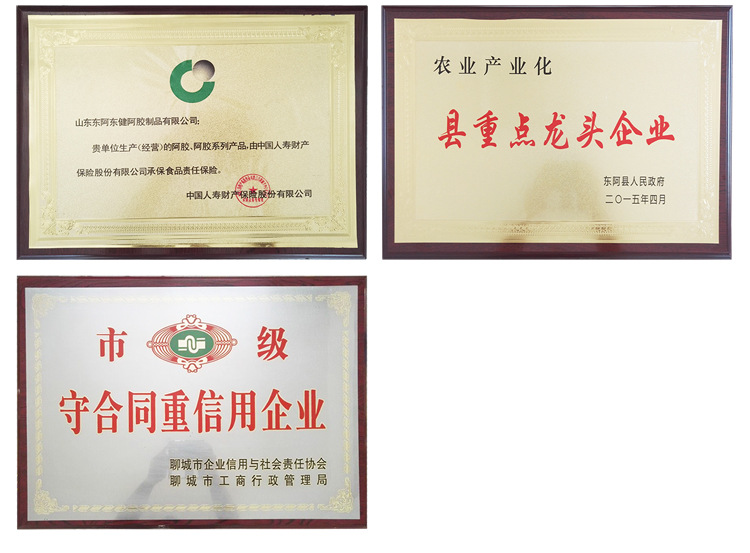 山东东阿东健阿胶制品有限公司:
贵单位生产(经营)的阿胶、阿胶系列产品,由中国人寿财产
保险股份有限公司承保食品责任保险。
中国人寿财产保险股份有限公司
农业产业化
县重点龙头企业
东阿县人民政府
二〇一五年四月
市 级
守合同重信用企业
聊城市企业信用与社会责任协会
聊城市工商行政管理局